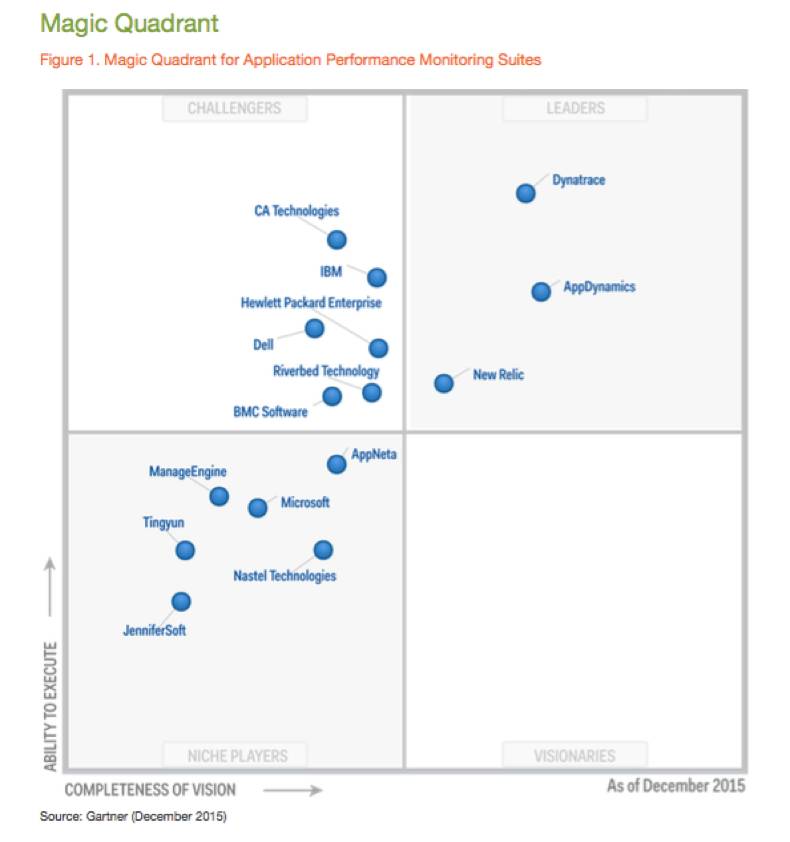 Magic Quadrant
Figure 1. Magic Quadrant for Application Performance Monitoring Suites
CHALLENGERS
LEADERS
Dynatrace
CA Technologies
IBM
AppDynamics
Hewlett Packard Enterprise
Dell
Riverbed Technology
New Relic
BMC Software
AppNeta
ManageEngine
Microsoft
Tingyun
Nastel Technologies
JenniferSoft
ABILITY TO EXECUTE
NICHE PLAYERS
VISIONARIES
COMPLETENESS OF VISION
As of December 2015
Source: Gartner (December 2015)